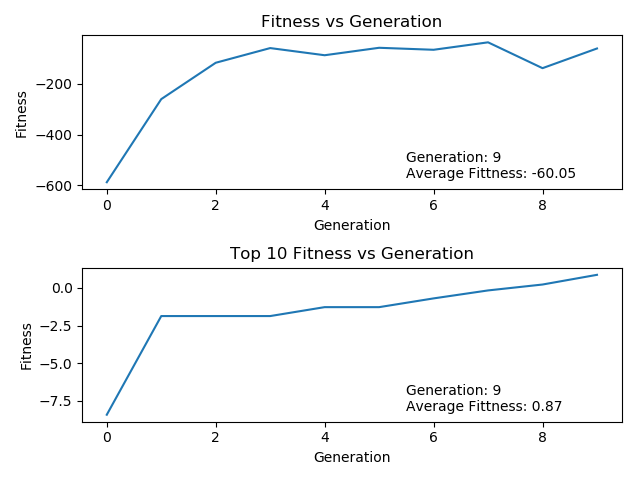 Fitness vs Generation
Fitness
−200
−400
−600
Generation: 9
Average Fittness: -60.05
0 2 4 6 8
Generation
Top 10 Fitness vs Generation
Fitness
0.0
−2.5
−5.0
−7.5
Generation: 9
Average Fittness: 0.87
0 2 4 6 8
Generation